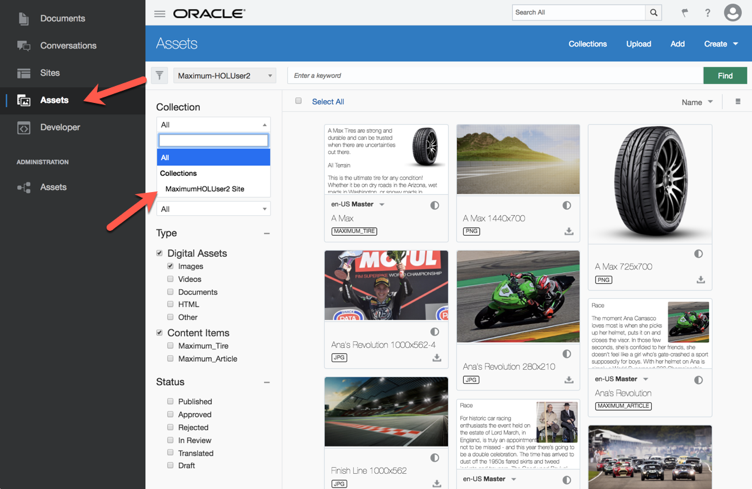 Documents
Conversations
Sites
Assets
Developer
ADMINISTRATION
Assets
ORACLE
Search All
?
Assets
Collections
Upload
Add
Create
Maximum-HOLUser2
Enter a keyword
Find
Collection
All
All
Collections
MaximumHOLUser2 Site
All
Type
Digital Assets
Images
Videos
Documents
HTML
Other
Content Items
Maximum_Tire
Maximum_Article
Status
Published
Approved
Rejected
In Review
Translated
Draft
Select All
Name
A Max Tires are strong and
durable and can be trusted
when there are uncertainties
out there.
All Terrain
This is the ultimate tire for any condition!
Whether it be on dry roads in the Arizona, wet
roads in Washington, or snowy roads in
en-US Master
A Max
MAXIMUM_TIRE
A Max 1440x700
PNG
A Max 725x700
PNG
MOTUL
FIM SUPERBIKE WORLD CHAMPIONSHIP
Ana's Revolution 1000x562-4
JPG
Ana's Revolution 280x210
JPG
Race
The moment Ana Carrasco
loves most is when she picks
up her helmet, puts it on and
closes the visor. In those few
seconds, she's confided to her friends, she
doesn't feel like a girl who's gate-crashed a sport
supposedly for boys. With her helmet on Ana is
en-US Master
Ana's Revolution
MAXIMUM_ARTICLE
Finish Line 1000x562
JPG
Race
For historic car racing
enthusiasts the event held on
the estate of Lord March, in
England, is truly an appointment
not to be missed - and this year there's going to
be a double celebration. The time has arrived to
dust off the 1950s fared skirts and tweed
en-US Master